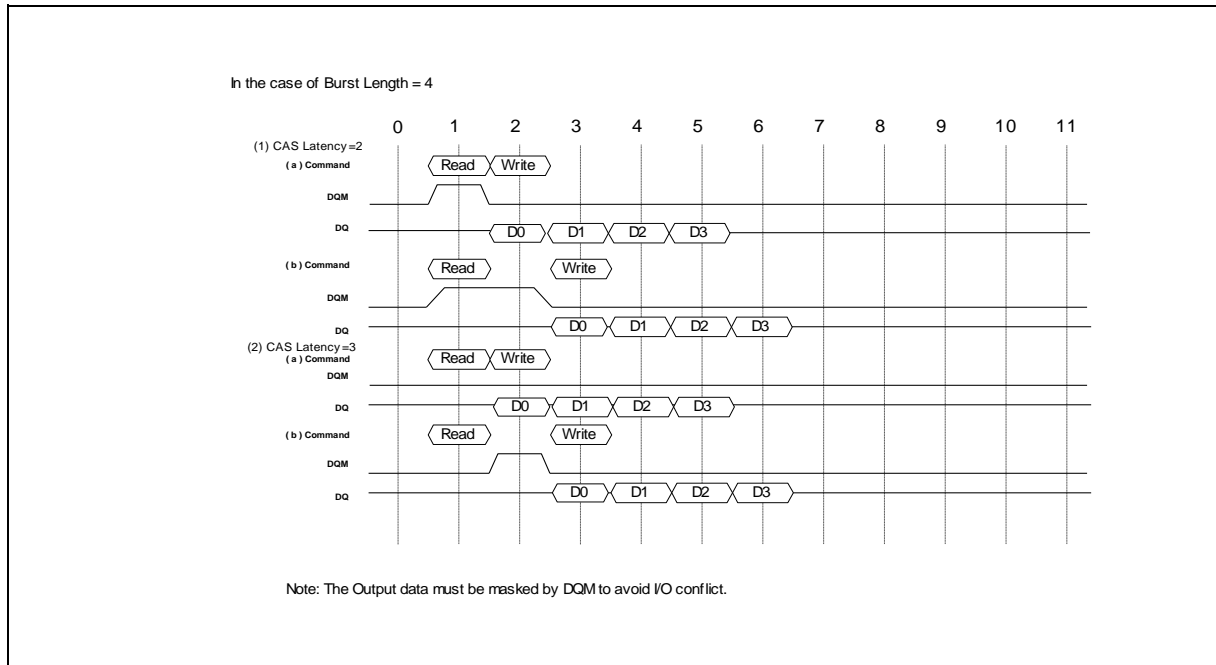 In the case of Burst Length = 4
0 1 2 3 4 5 6 7 8 9 10 11
(1) CAS Latency=2
( a ) Command Read Write
DQM
DQ D0 D1 D2 D3
( b ) Command Read Write
DQM
DQ D0 D1 D2 D3
(2) CAS Latency=3
( a ) Command Read Write
DQM
DQ D0 D1 D2 D3
( b ) Command Read Write
DQM
DQ D0 D1 D2 D3
Note: The Output data must be masked by DQM to avoid I/O conflict.